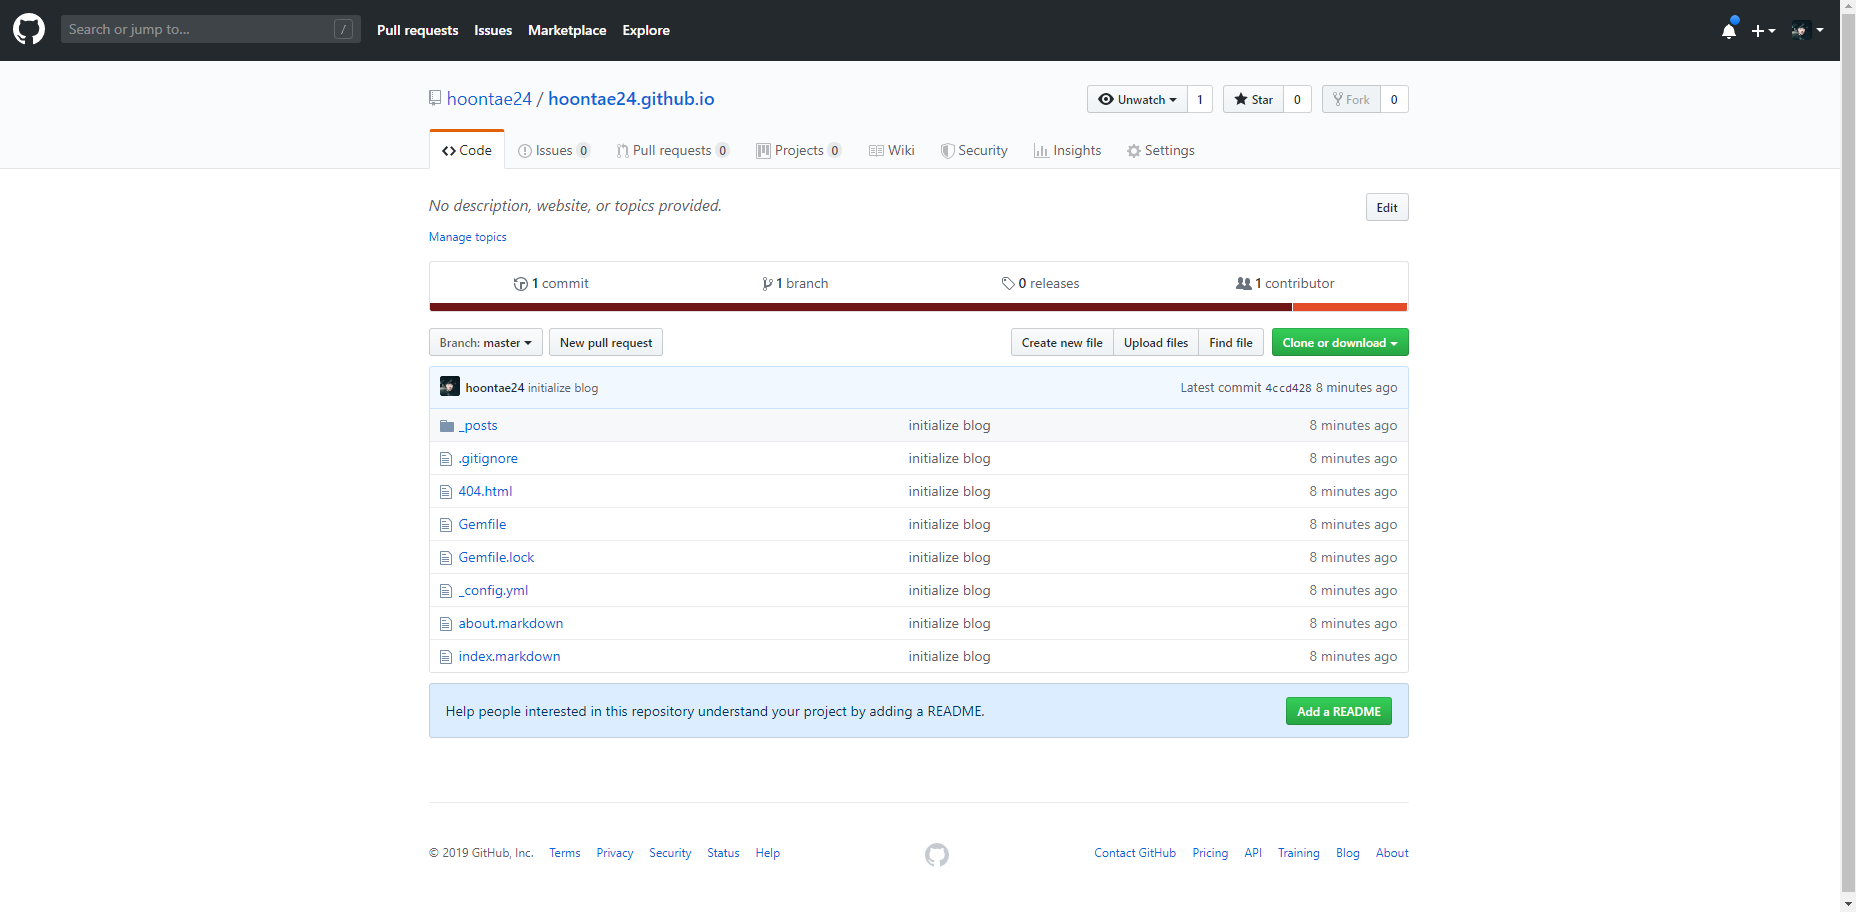 Search or jump to... /
Pull requests Issues Marketplace Explore
hoontae24 / hoontae24.github.io
Unwatch 1 Star 0 Fork 0
Code Issues 0 Pull requests 0 Projects 0 Wiki Security Insights Settings
No description, website, or topics provided.
Edit
Manage topics
1 commit 1 branch 0 releases 1 contributor
Branch: master New pull request Create new file Upload files Find file Clone or download
hoontae24 initialize blog Latest commit 4ccd428 8 minutes ago
_posts initialize blog 8 minutes ago
.gitignore initialize blog 8 minutes ago
404.html initialize blog 8 minutes ago
Gemfile initialize blog 8 minutes ago
Gemfile.lock initialize blog 8 minutes ago
_config.yml initialize blog 8 minutes ago
about.markdown initialize blog 8 minutes ago
index.markdown initialize blog 8 minutes ago
Help people interested in this repository understand your project by adding a README. Add a README
© 2019 GitHub, Inc. Terms Privacy Security Status Help Contact GitHub Pricing API Training Blog About